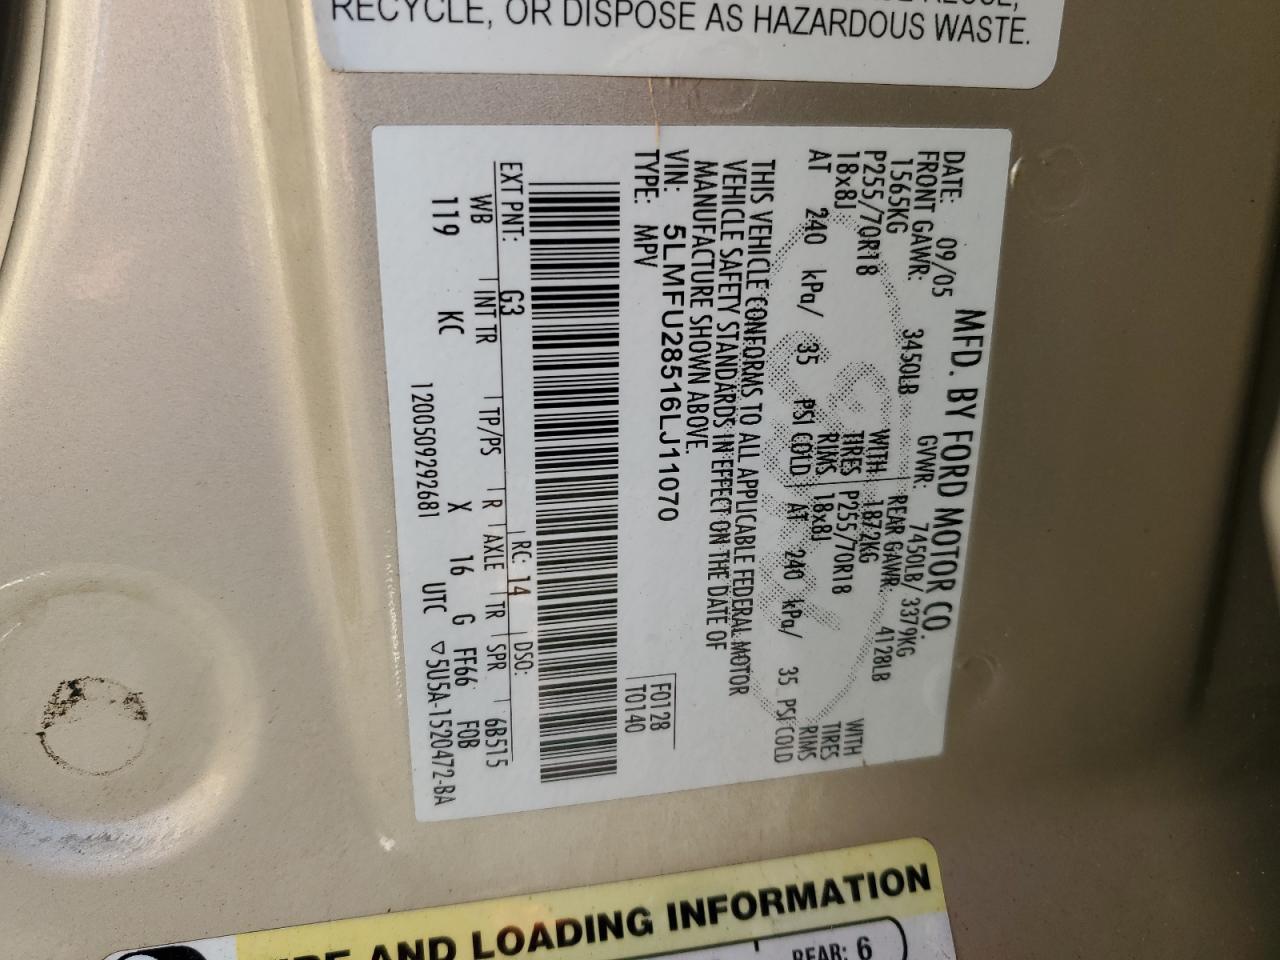 RECYCLE, OR DISPOSE AS HAZARDOUS WASTE.
MFD. BY FORD MOTOR CO.
DATE: 09/05 GVWR: 7450LB/ 3379KG
FRONT GAWR: 3450LB REAR GAWR: 4128LB
1565KG WITH 1872KG WITH
P255/70R18 TIRES P255/70R18 TIRES
18x8J RIMS 18x8J RIMS
AT 240 kPa/ 35 PSI COLD AT 240 kPa/ 35 PSI COLD
THIS VEHICLE CONFORMS TO ALL APPLICABLE FEDERAL MOTOR
VEHICLE SAFETY STANDARDS IN EFFECT ON THE DATE OF
MANUFACTURE SHOWN ABOVE.
VIN: 5LMFU28516LJ11070 F0128
TYPE: MPV T0140
EXT PNT: G3 RC: 14 DSO: 6B515
WB INT TR TP/PS R AXLE TR SPR
119 KC X 16 G FF66 FOB
UTC ▽5U5A-1520472-BA
120050929268​1
AND LOADING INFORMATION
REAR: 6